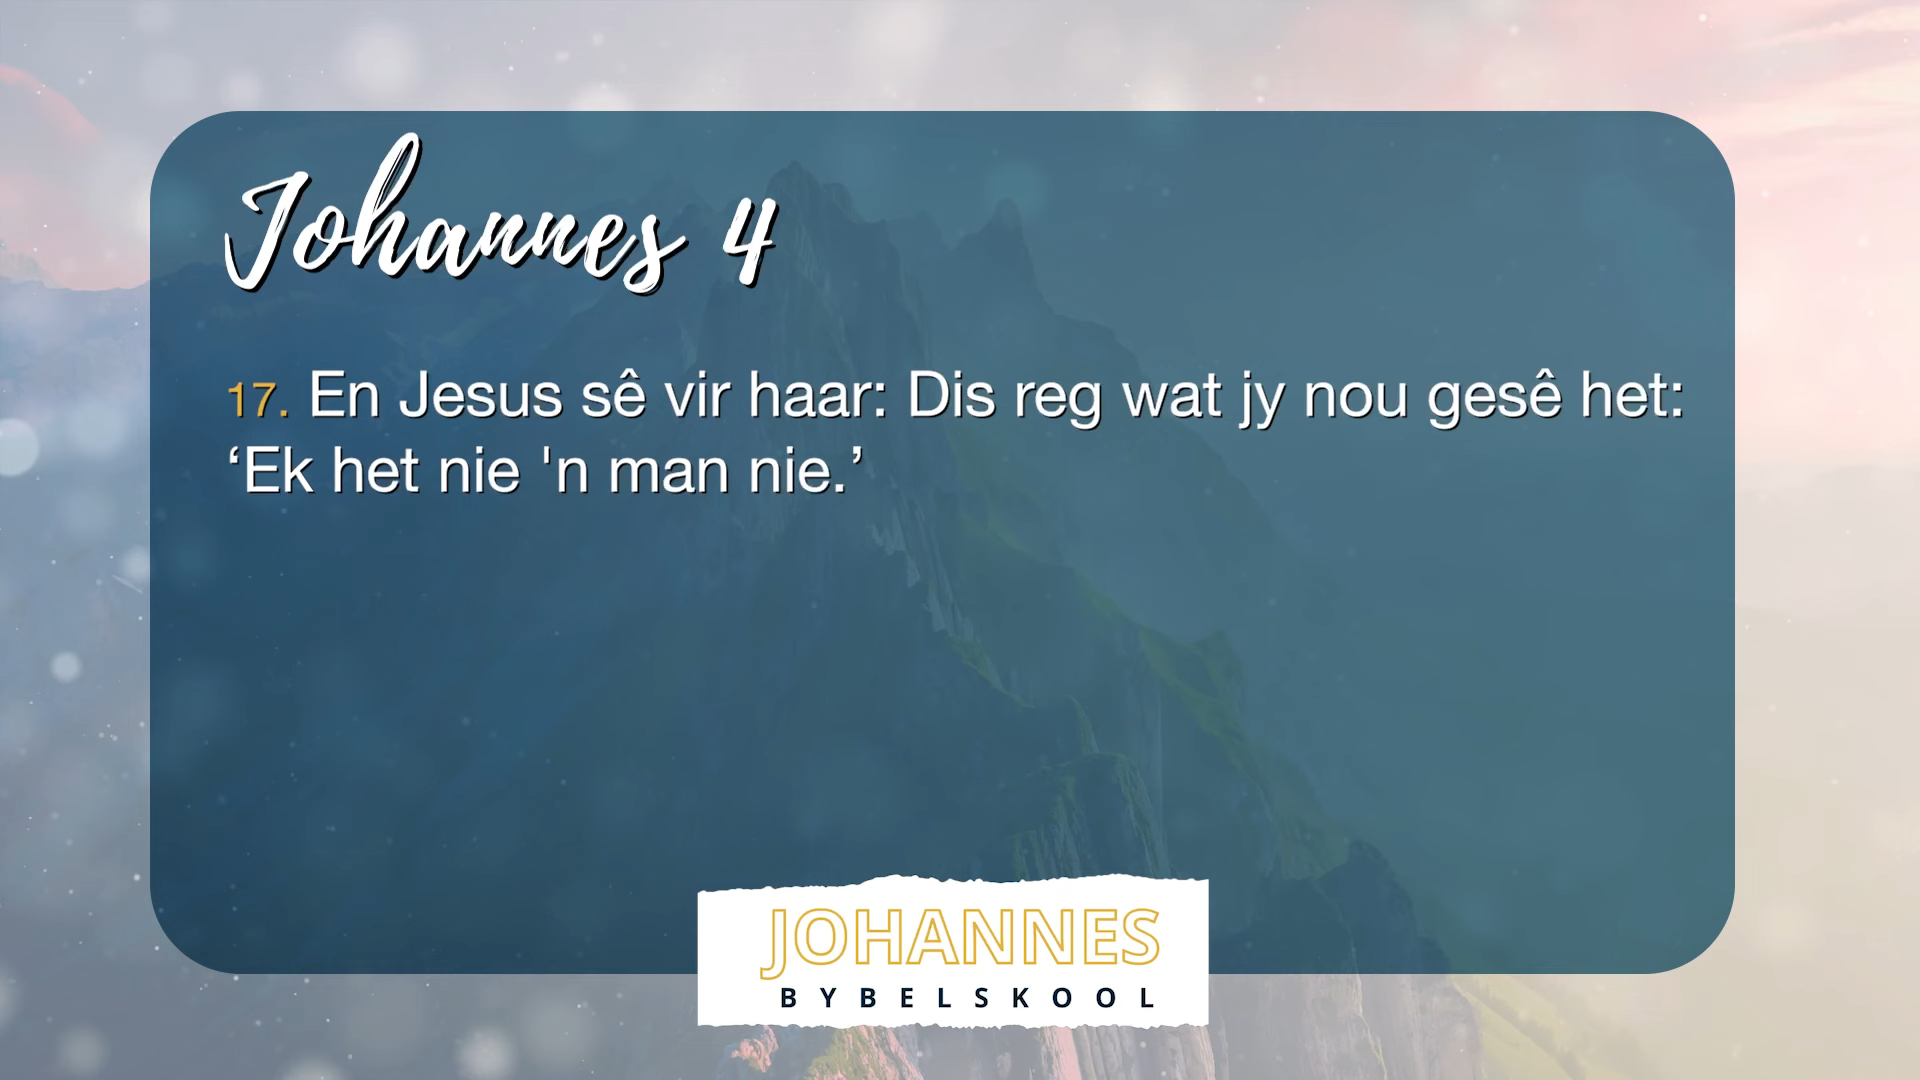 Johannes 4
17. En Jesus sê vir haar: Dis reg wat jy nou gesê het:
‘Ek het nie 'n man nie.’
JOHANNES
BYBELSKOOL